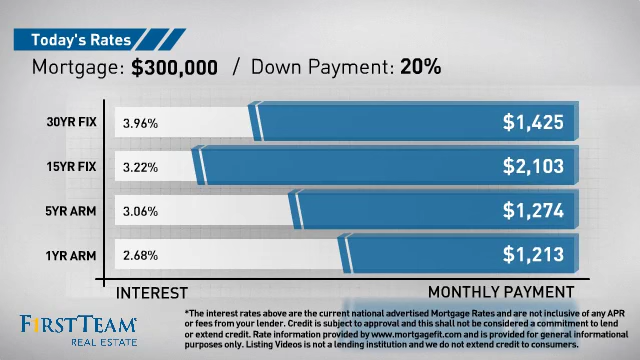 Today's Rates
Mortgage: $300,000 / Down Payment: 20%
30YR FIX 3.96% $1,425
15YR FIX 3.22% $2,103
5YR ARM 3.06% $1,274
1YR ARM 2.68% $1,213
INTEREST MONTHLY PAYMENT
FIRSTTEAM®
REAL ESTATE
*The interest rates above are the current national advertised Mortgage Rates and are not inclusive of any APR
or fees from your lender. Credit is subject to approval and this shall not be considered a commitment to lend
or extend credit. Rate information provided by www.mortgagefit.com and is provided for general informational
purposes only. Listing Videos is not a lending institution and we do not extend credit to consumers.